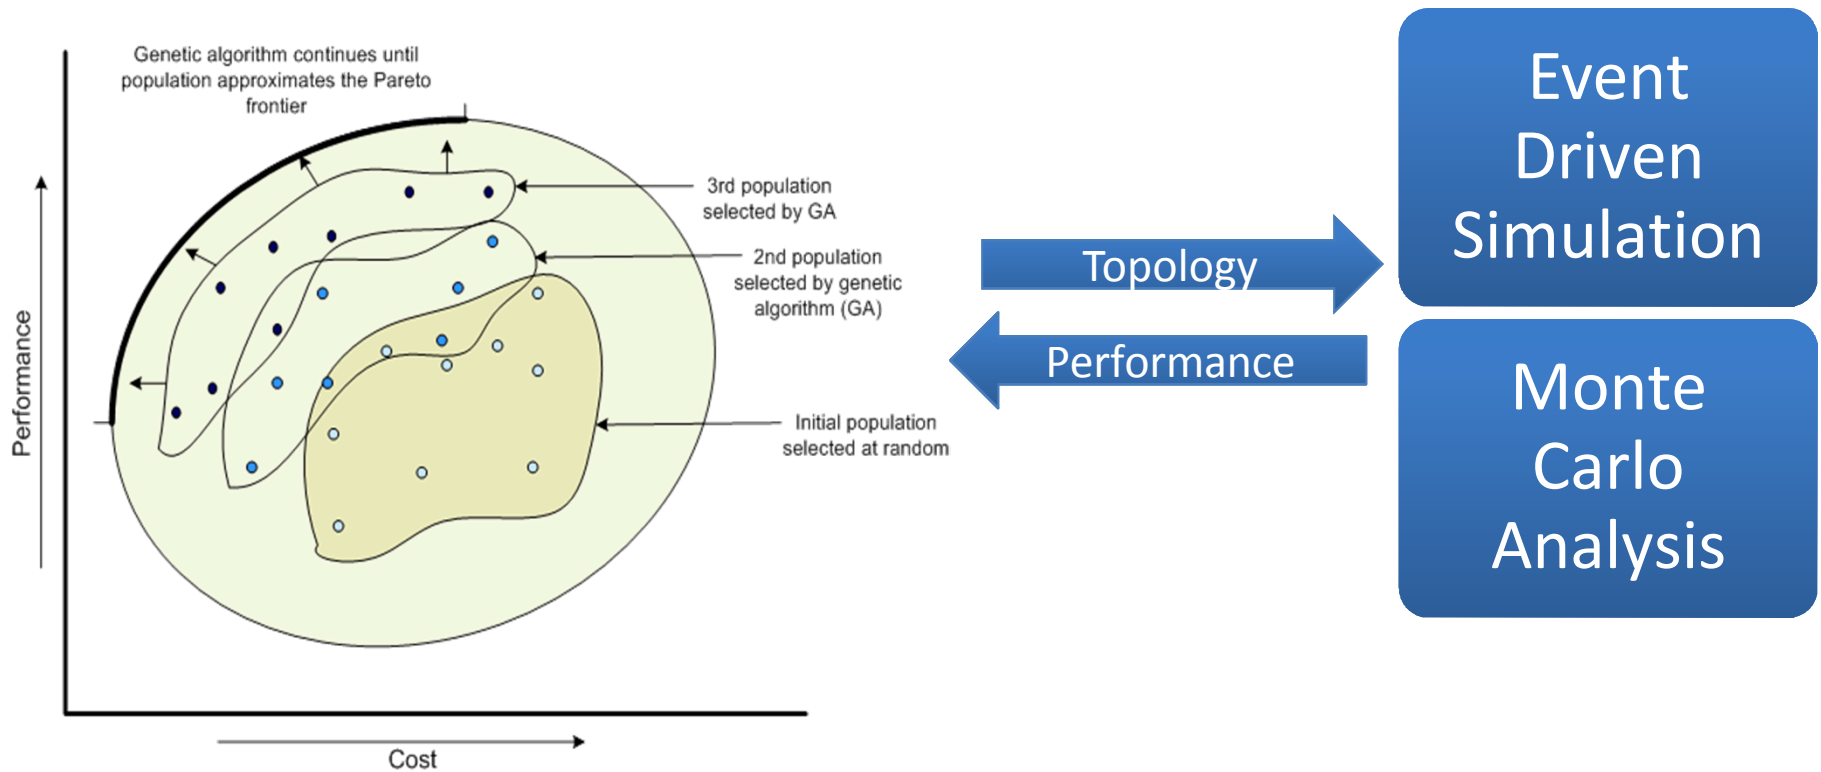 Genetic algorithm continues until
population approximates the Pareto
frontier
3rd population
selected by GA
2nd population
selected by genetic
algorithm (GA)
Initial population
selected at random
Performance
Cost
Topology
Performance
Event
Driven
Simulation
Monte
Carlo
Analysis